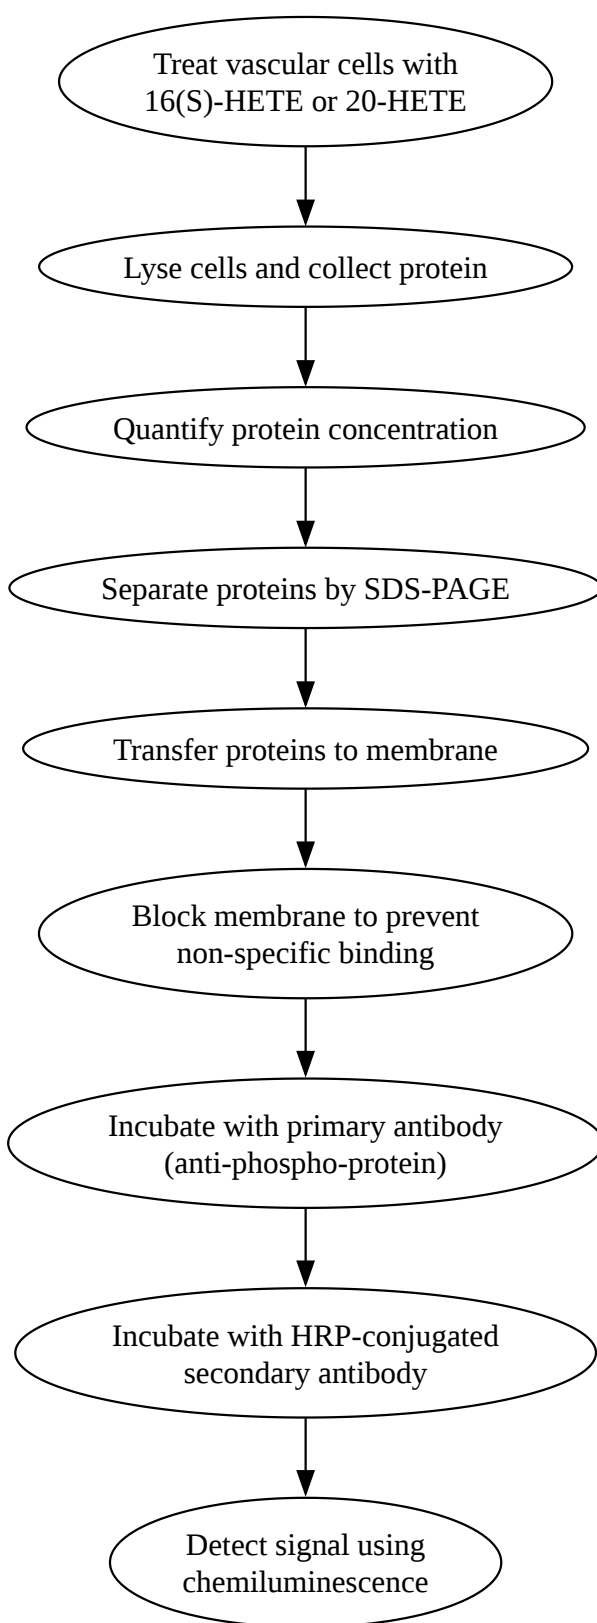 Treat vascular cells with
16(S)-HETE or 20-HETE
Lyse cells and collect protein
Quantify protein concentration
Separate proteins by SDS-PAGE
Transfer proteins to membrane
Block membrane to prevent
non-specific binding
Incubate with primary antibody
(anti-phospho-protein)
Incubate with HRP-conjugated
secondary antibody
Detect signal using
chemiluminescence